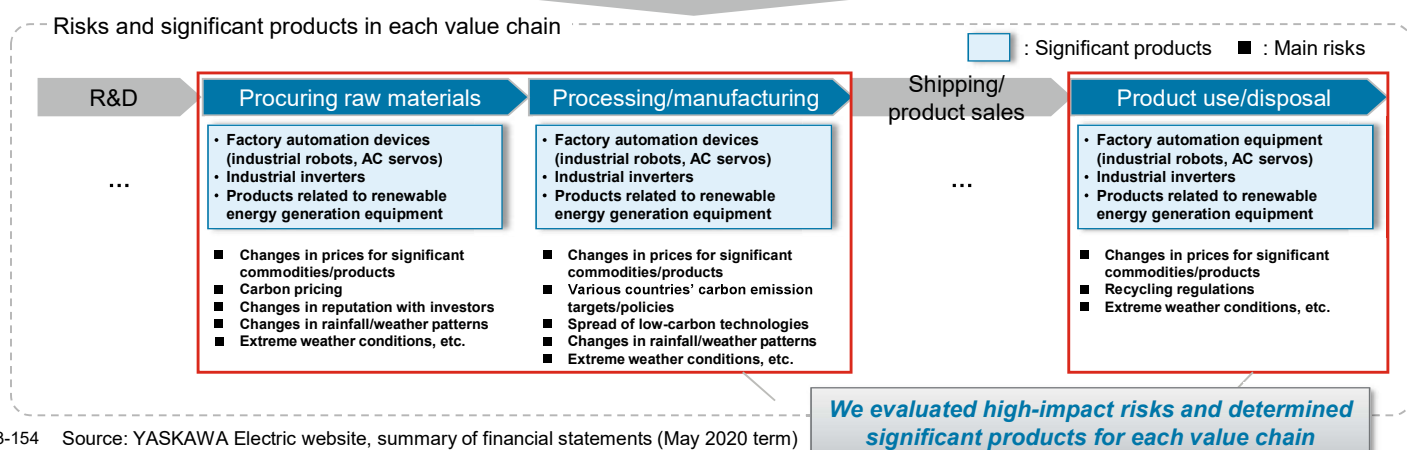 Risks and significant products in each value chain
: Significant products ■ : Main risks
R&D
Procuring raw materials
Processing/manufacturing
Shipping/
product sales
Product use/disposal
...
• Factory automation devices
(industrial robots, AC servos)
• Industrial inverters
• Products related to renewable
energy generation equipment
■ Changes in prices for significant
commodities/products
■ Carbon pricing
■ Changes in reputation with investors
■ Changes in rainfall/weather patterns
■ Extreme weather conditions, etc.
• Factory automation devices
(industrial robots, AC servos)
• Industrial inverters
• Products related to renewable
energy generation equipment
■ Changes in prices for significant
commodities/products
■ Various countries’ carbon emission
targets/policies
■ Spread of low-carbon technologies
■ Changes in rainfall/weather patterns
■ Extreme weather conditions, etc.
...
• Factory automation equipment
(industrial robots, AC servos)
• Industrial inverters
• Products related to renewable
energy generation equipment
■ Changes in prices for significant
commodities/products
■ Recycling regulations
■ Extreme weather conditions, etc.
We evaluated high-impact risks and determined
significant products for each value chain
3-154 Source: YASKAWA Electric website, summary of financial statements (May 2020 term)